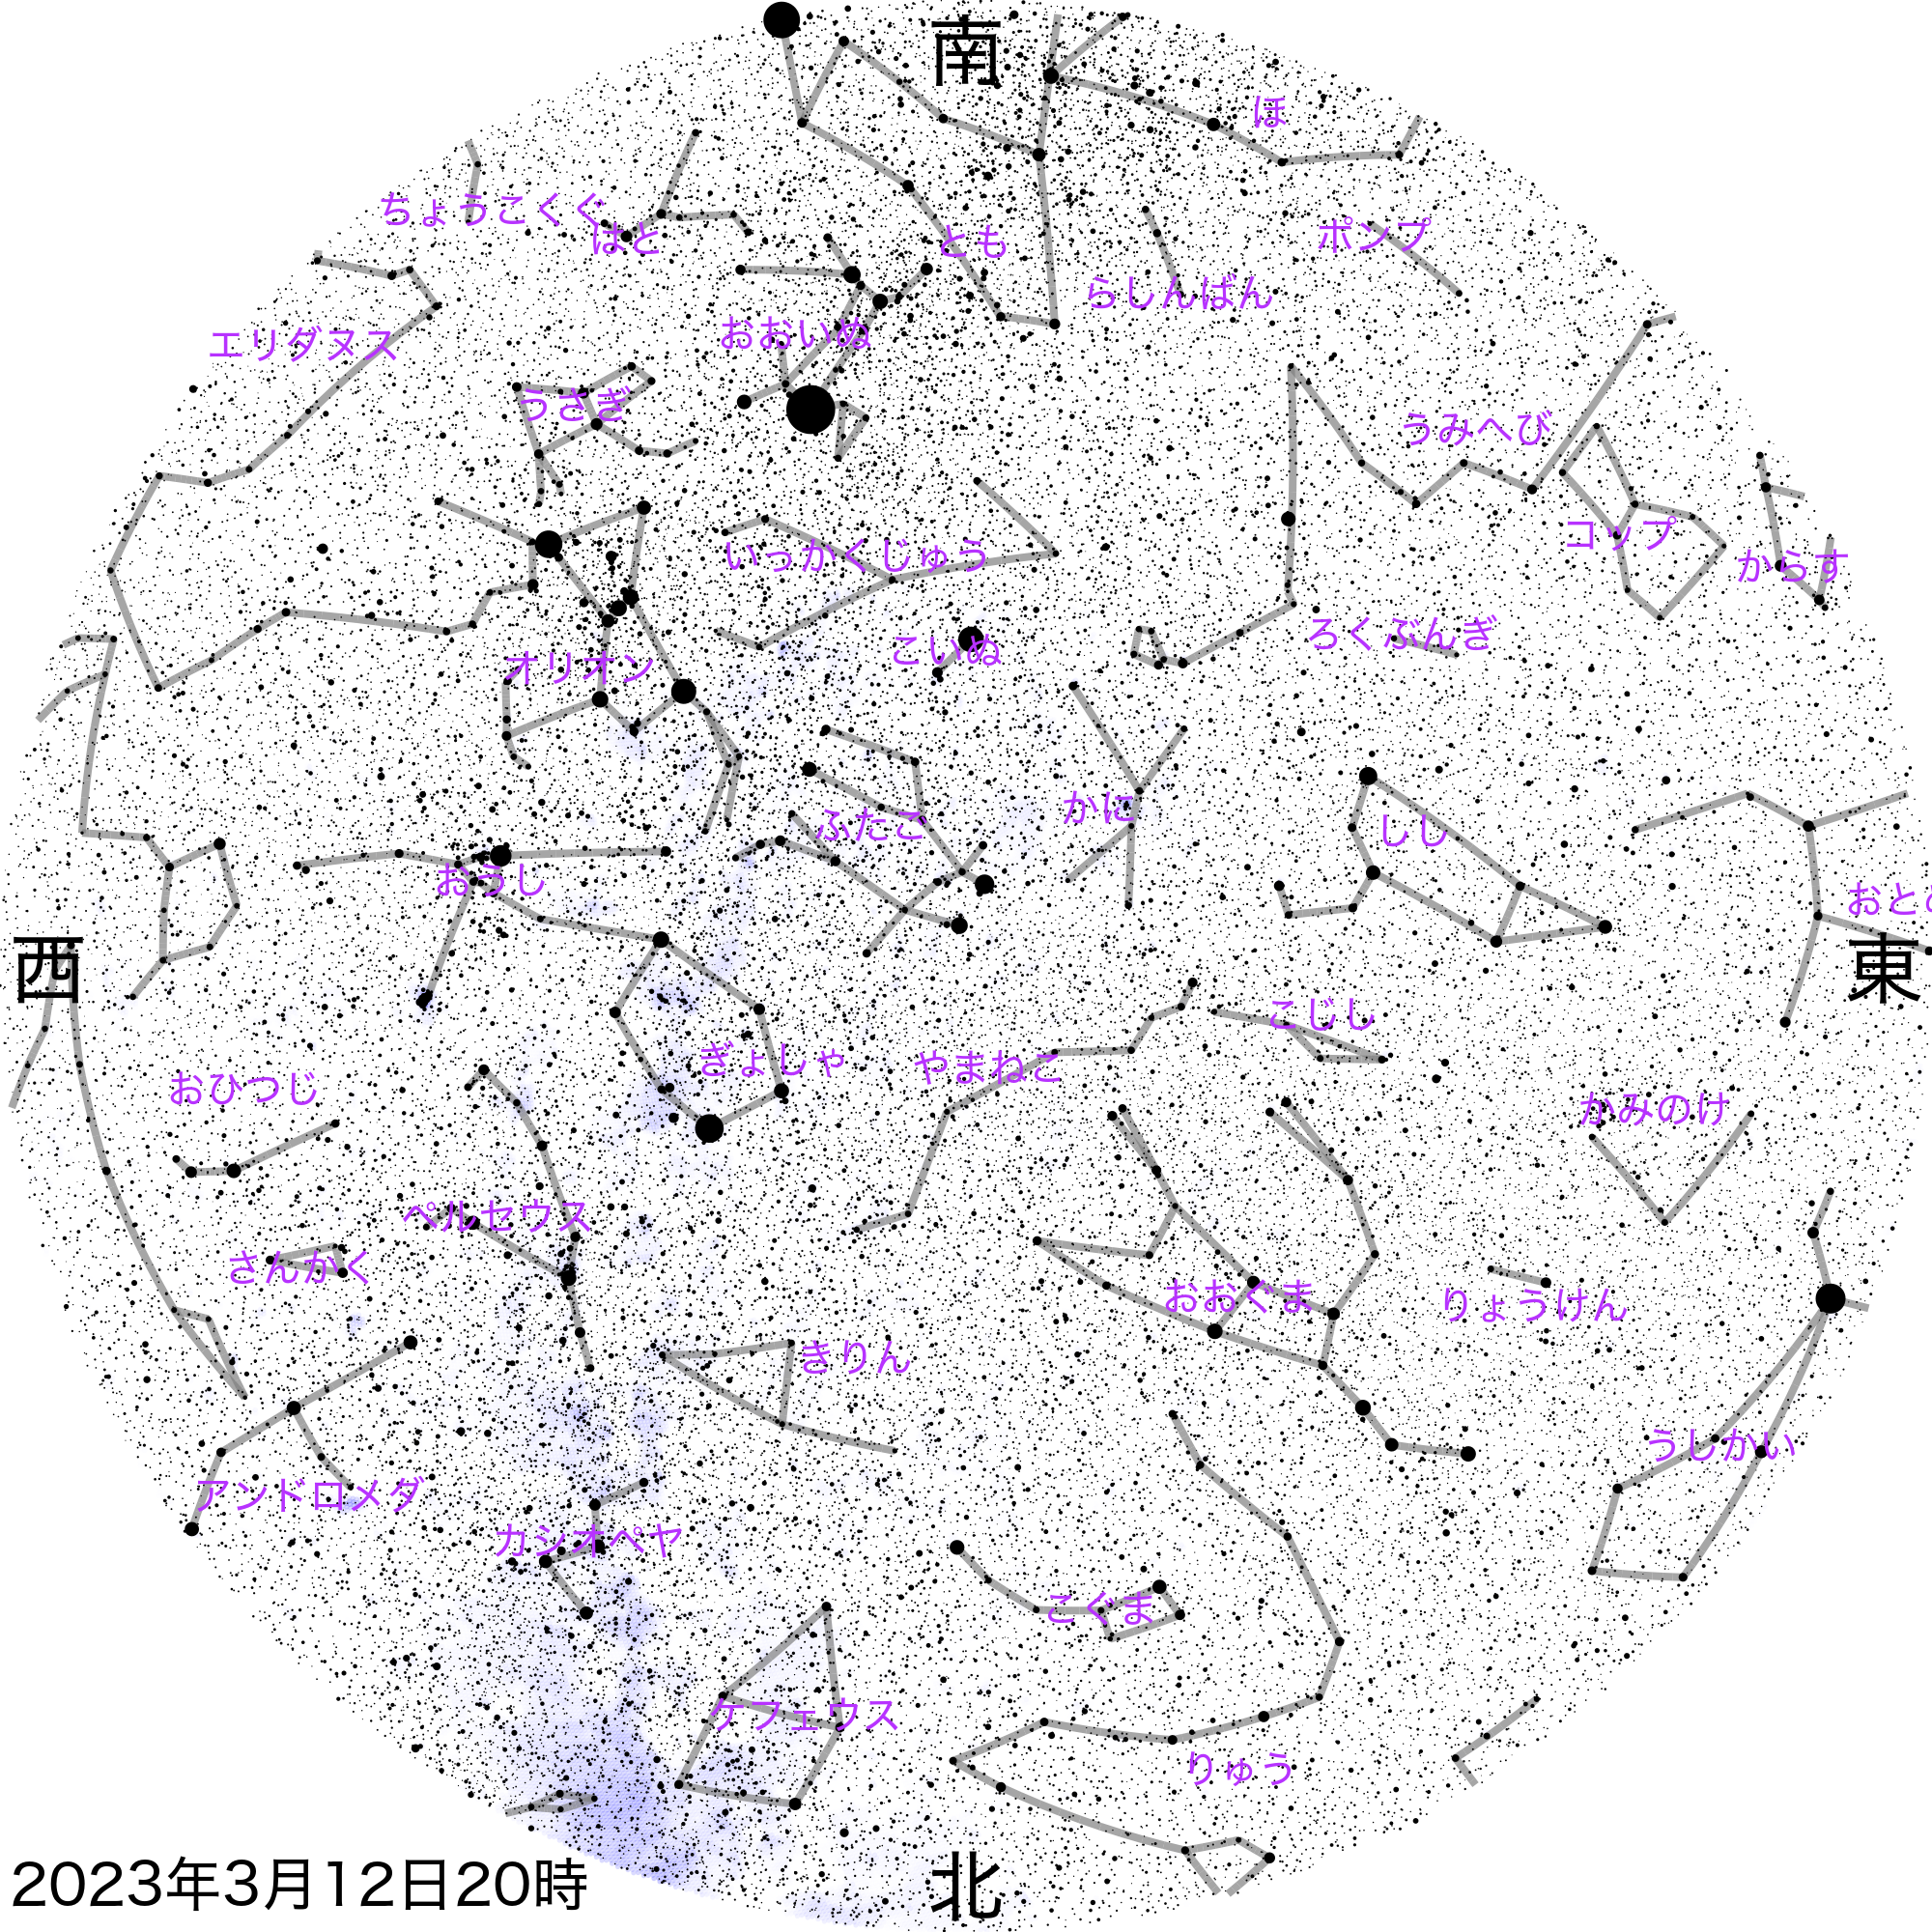 南
ほ
ちょうこくぐ
はと
とも
ポンプ
らしんばん
エリダヌス
おおいぬ
うさぎ
うみへび
コップ
からす
いっかくじゅう
こいぬ
ろくぶんぎ
オリオン
ふたご
かに
しし
おうし
おとめ
西
東
こじし
ぎょしゃ
やまねこ
おひつじ
かみのけ
ペルセウス
さんかく
おおぐま
りょうけん
きりん
うしかい
アンドロメダ
カシオペヤ
こぐま
ケフェウス
りゅう
北
2023年3月12日20時